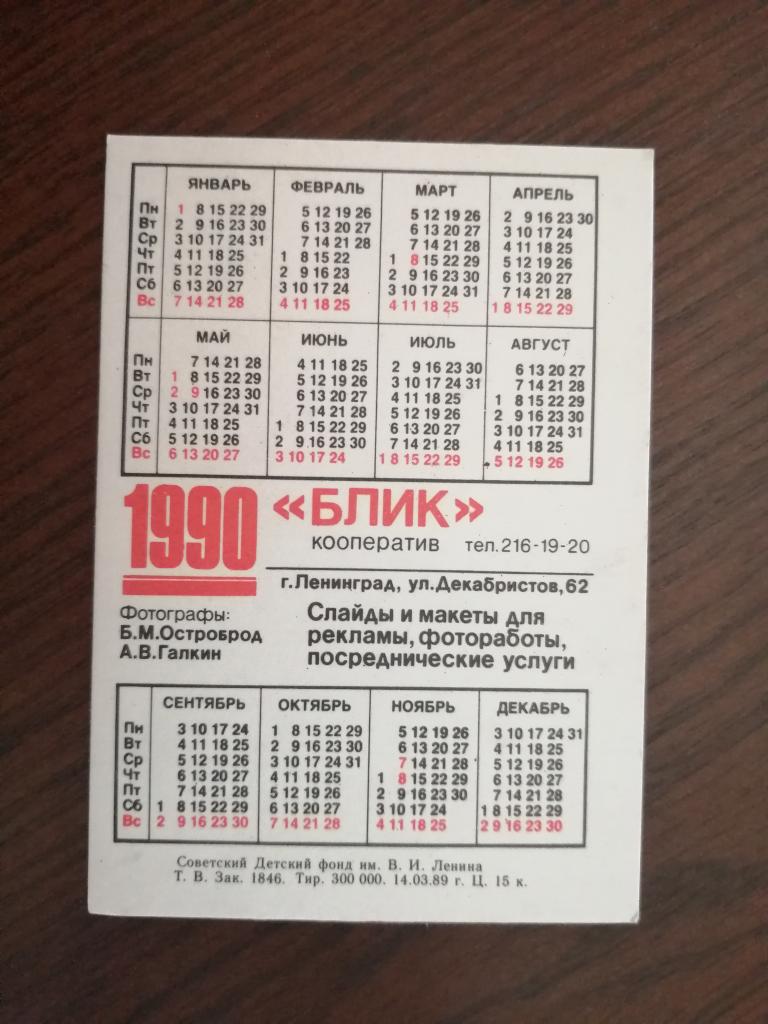 ЯНВАРЬ ФЕВРАЛЬ МАРТ АПРЕЛЬ
Пн 1 8 15 22 29 5 12 19 26 5 12 19 26 2 9 16 23 30
Вт 2 9 16 23 30 6 13 20 27 6 13 20 27 3 10 17 24
Ср 3 10 17 24 31 7 14 21 28 7 14 21 28 4 11 18 25
Чт 4 11 18 25 1 8 15 22 1 8 15 22 29 5 12 19 26
Пт 5 12 19 26 2 9 16 23 2 9 16 23 30 6 13 20 27
Сб 6 13 20 27 3 10 17 24 3 10 17 24 31 7 14 21 28
Вс 7 14 21 28 4 11 18 25 4 11 18 25 1 8 15 22 29
МАЙ ИЮНЬ ИЮЛЬ АВГУСТ
Пн 7 14 21 28 4 11 18 25 2 9 16 23 30 6 13 20 27
Вт 1 8 15 22 29 5 12 19 26 3 10 17 24 31 7 14 21 28
Ср 2 9 16 23 30 6 13 20 27 4 11 18 25 1 8 15 22 29
Чт 3 10 17 24 31 7 14 21 28 5 12 19 26 2 9 16 23 30
Пт 4 11 18 25 1 8 15 22 29 6 13 20 27 3 10 17 24 31
Сб 5 12 19 26 2 9 16 23 30 7 14 21 28 4 11 18 25
Вс 6 13 20 27 3 10 17 24 1 8 15 22 29 5 12 19 26
1990 «БЛИК»
кооператив тел. 216-19-20
г. Ленинград, ул. Декабристов, 62
Фотографы:
Б.М.Остроброд
А.В.Галкин
Слайды и макеты для
рекламы, фотоработы,
посреднические услуги
СЕНТЯБРЬ ОКТЯБРЬ НОЯБРЬ ДЕКАБРЬ
Пн 3 10 17 24 1 8 15 22 29 5 12 19 26 3 10 17 24 31
Вт 4 11 18 25 2 9 16 23 30 6 13 20 27 4 11 18 25
Ср 5 12 19 26 3 10 17 24 31 7 14 21 28 5 12 19 26
Чт 6 13 20 27 4 11 18 25 1 8 15 22 29 6 13 20 27
Пт 7 14 21 28 5 12 19 26 2 9 16 23 30 7 14 21 28
Сб 1 8 15 22 29 6 13 20 27 3 10 17 24 1 8 15 22 29
Вс 2 9 16 23 30 7 14 21 28 4 11 18 25 2 9 16 23 30
Советский Детский фонд им. В. И. Ленина
Т. В. Зак. 1846. Тир. 300 000. 14.03.89 г. Ц. 15 к.